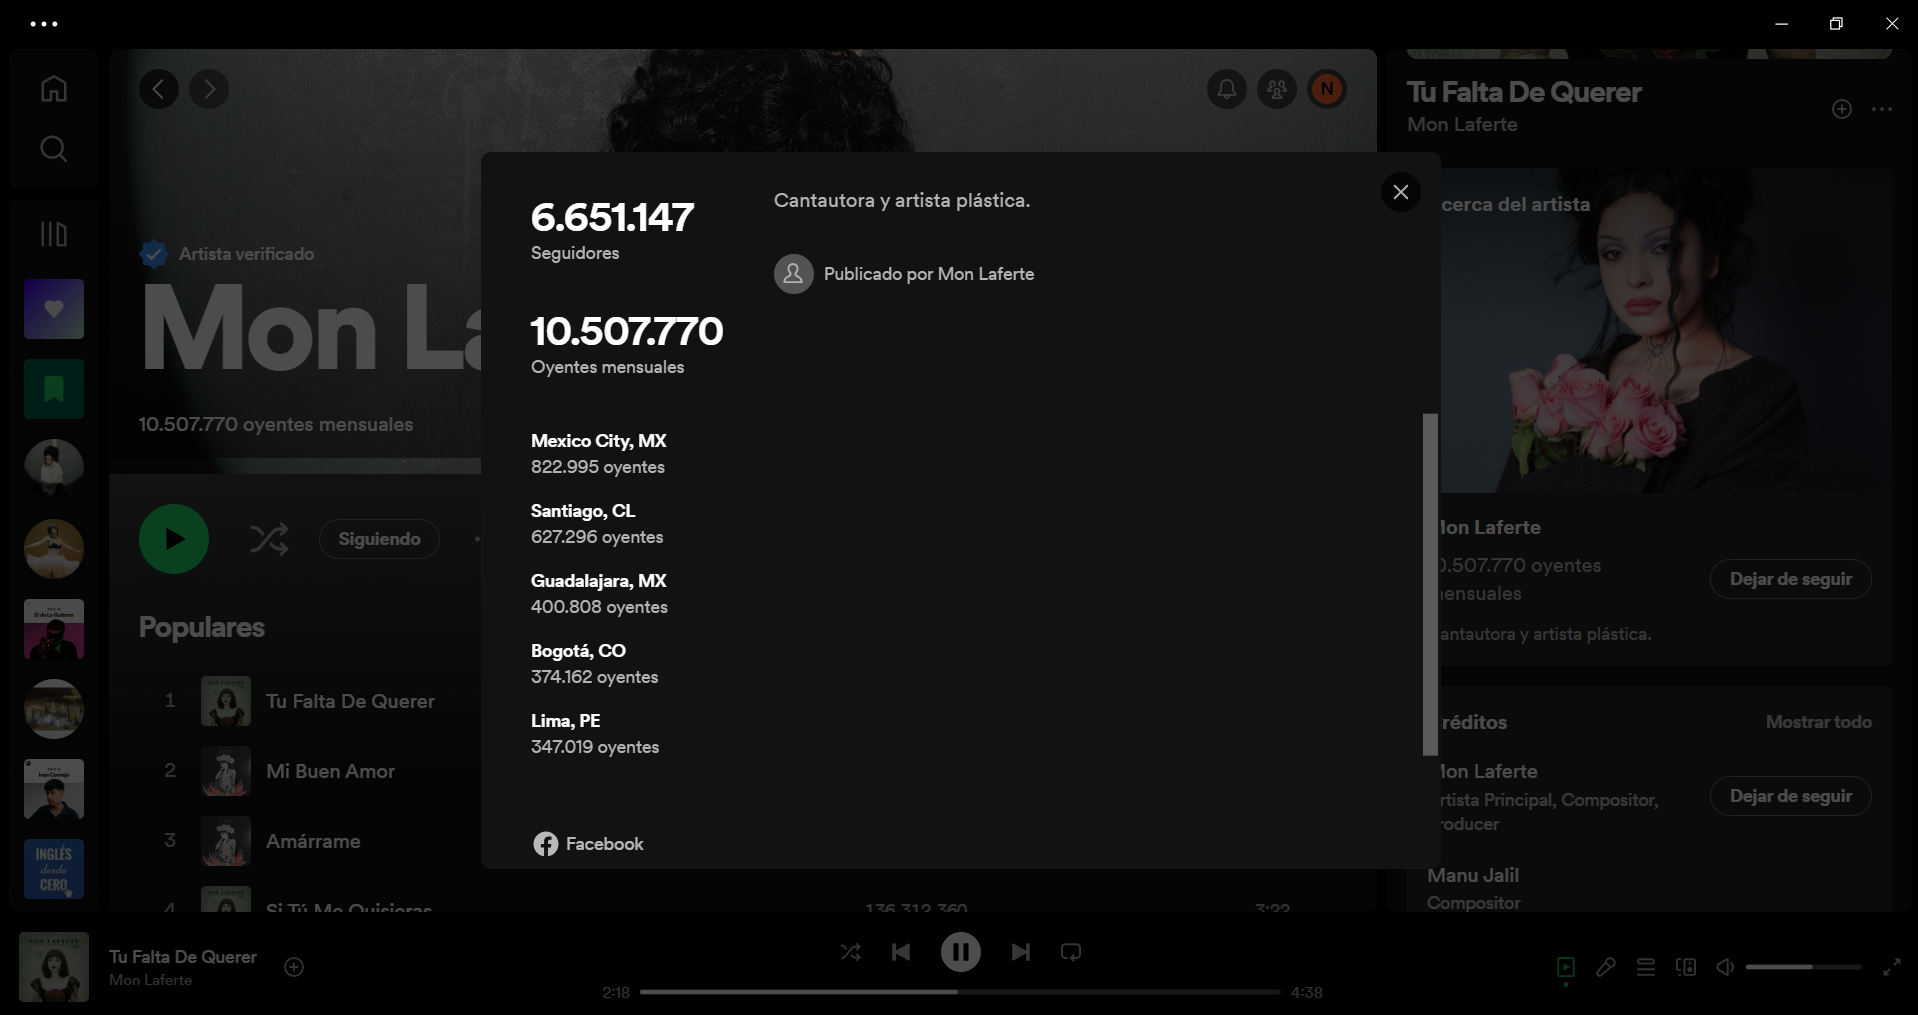 N
Artista verificado
Mon La
10.507.770 oyentes mensuales
Siguiendo
Populares
1
Tu Falta De Querer
2
Mi Buen Amor
3
Amárrame
4
Si Tú Me Quisieras
136.312.360
3:22
6.651.147
Seguidores
10.507.770
Oyentes mensuales
Mexico City, MX
822.995 oyentes
Santiago, CL
627.296 oyentes
Guadalajara, MX
400.808 oyentes
Bogotá, CO
374.162 oyentes
Lima, PE
347.019 oyentes
Facebook
Cantautora y artista plástica.
Publicado por Mon Laferte
Tu Falta De Querer
Mon Laferte
cerca del artista
Mon Laferte
0.507.770 oyentes
mensuales
Dejar de seguir
antautora y artista plástica.
réditos
Mostrar todo
Mon Laferte
rtista Principal, Compositor,
roducer
Dejar de seguir
Manu Jalil
Compositor
INGLÉS
desde
CERO
Tu Falta De Querer
Mon Laferte
2:18
4:38